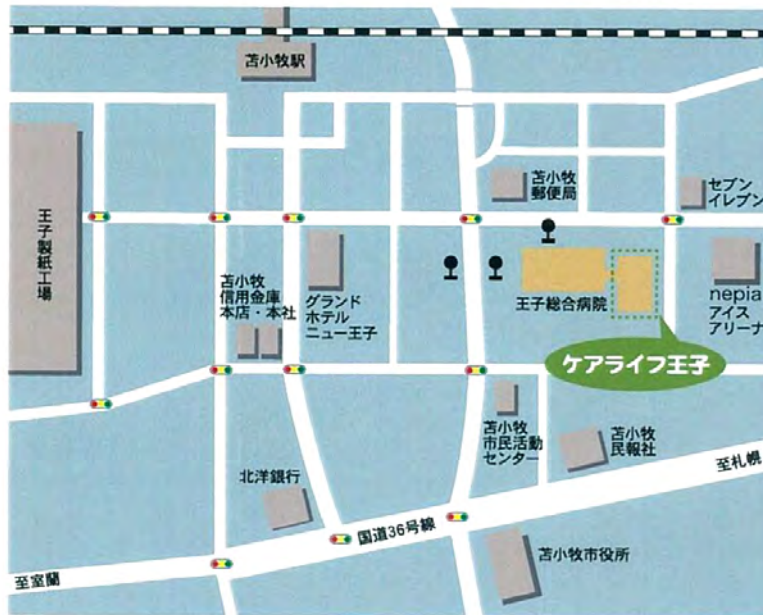 苫小牧駅
王子製紙工場
苫小牧
郵便局
セブン
イレブン
苫小牧
信用金庫
本店・本社
グランド
ホテル
ニュー王子
王子総合病院
nepia
アイス
アリーナ
ケアライフ王子
苫小牧
市民活動
センター
苫小牧
民報社
至札幌
北洋銀行
国道36号線
苫小牧市役所
至室蘭